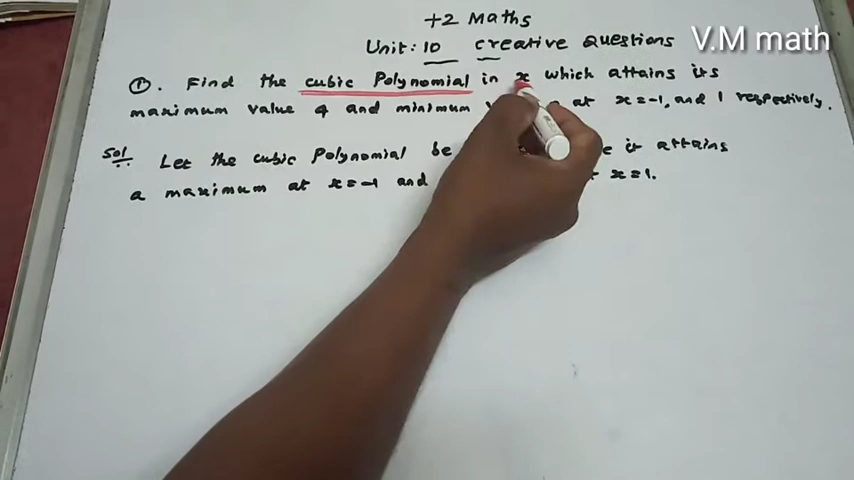 +2 Maths
Unit: 10 creative Questions
V.M math
①. Find the cubic Polynomial in x which attains its
maximum value 4 and minimum at x=-1, and 1 respectively.
Sol Let the cubic Polynomial be it attains
a maximum at x=-1 and x=1.